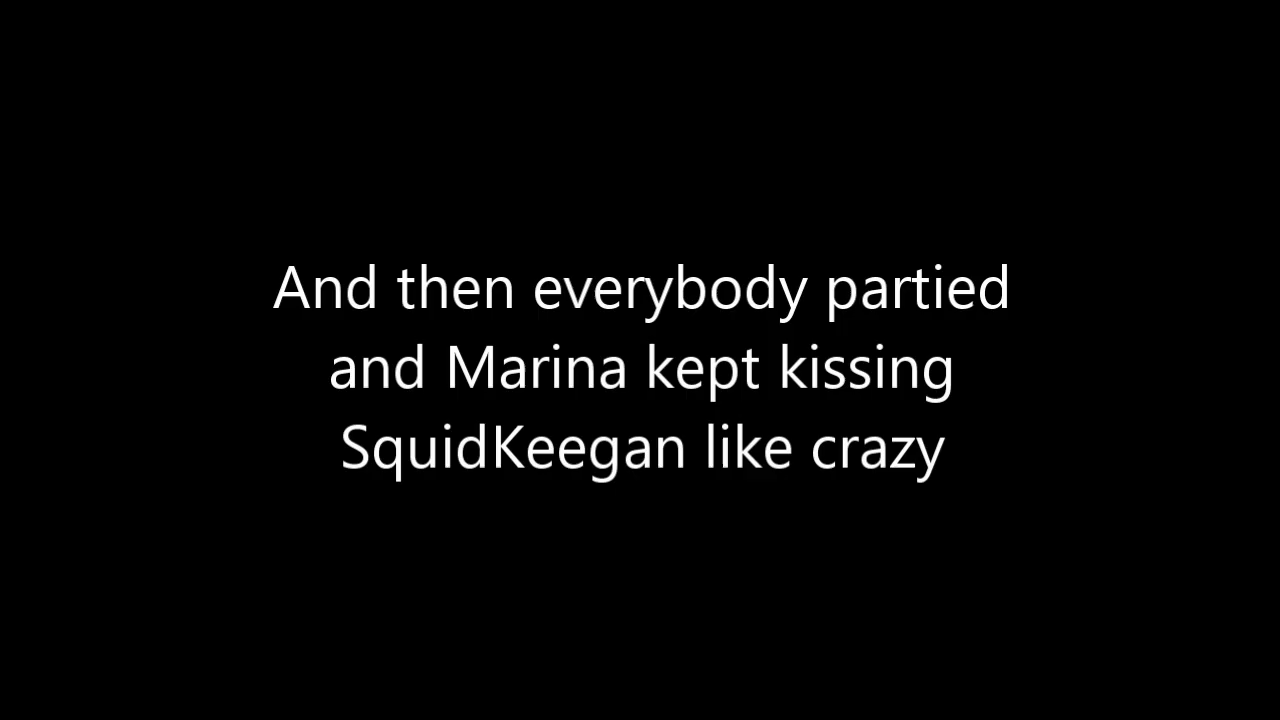 And then everybody partied
and Marina kept kissing
SquidKeegan like crazy